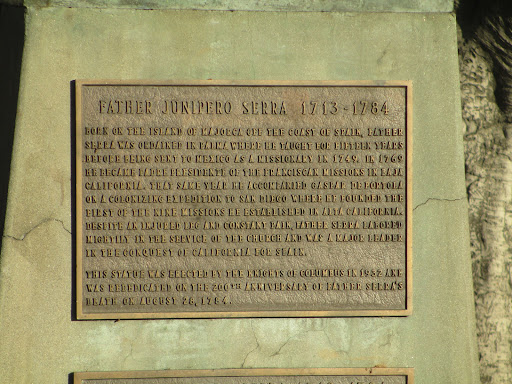 FATHER JUNIPERO SERRA 1713-1784
BORN ON THE ISLAND OF MAJORCA OFF THE COAST OF SPAIN, FATHER
SERRA WAS ORDAINED IN PALMA WHERE HE TAUGHT FOR FIFTEEN YEARS
BEFORE BEING SENT TO MEXICO AS A MISSIONARY IN 1749. IN 1769
HE BECAME PADRE PRESIDENTE OF THE FRANCISCAN MISSIONS IN BAJA
CALIFORNIA. THAT SAME YEAR HE ACCOMPANIED GASPAR DE PORTOLA
ON A COLONIZING EXPEDITION TO SAN DIEGO WHERE HE FOUNDED THE
FIRST OF THE NINE MISSIONS HE ESTABLISHED IN ALTA CALIFORNIA.
DESPITE AN INJURED LEG AND CONSTANT PAIN, FATHER SERRA LABORED
MIGHTILY IN THE SERVICE OF THE CHURCH AND WAS A MAJOR LEADER
IN THE CONQUEST OF CALIFORNIA FOR SPAIN.
THIS STATUE WAS ERECTED BY THE KNIGHTS OF COLUMBUS IN 1932 AND
WAS REDEDICATED ON THE 200TH ANNIVERSARY OF FATHER SERRA'S
DEATH ON AUGUST 28, 1784.